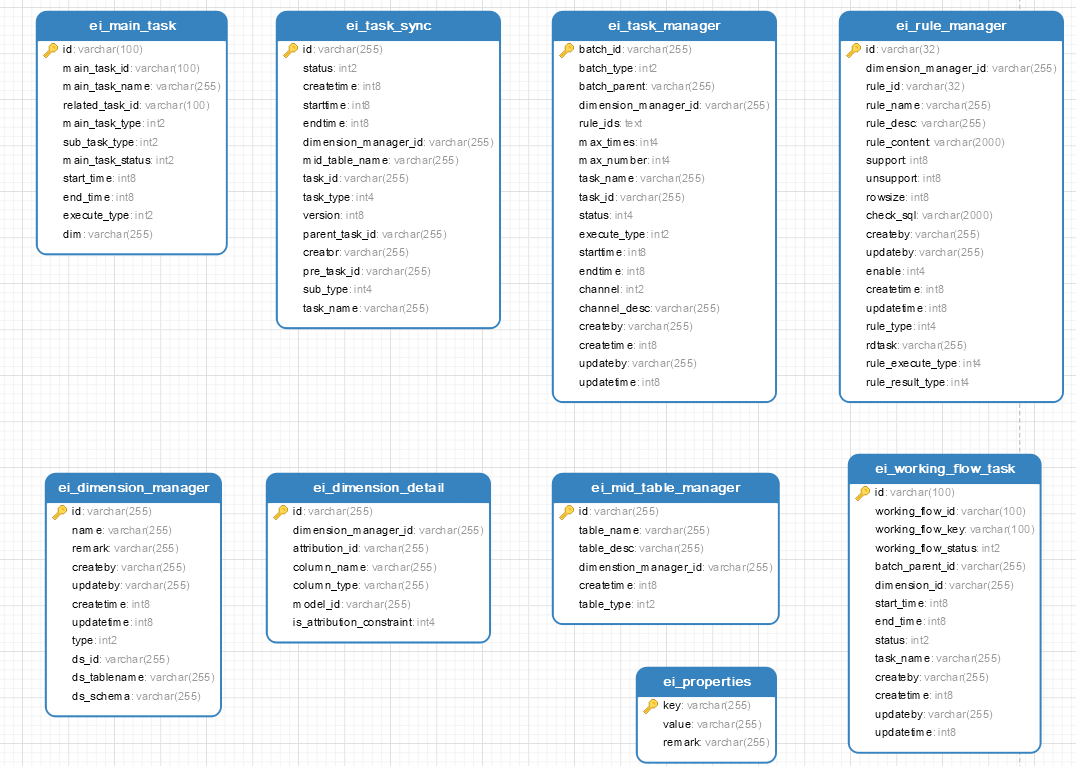 ei_main_task
id: varchar(100)
main_task_id: varchar(100)
main_task_name: varchar(255)
related_task_id: varchar(100)
main_task_type: int2
sub_task_type: int2
main_task_status: int2
start_time: int8
end_time: int8
execute_type: int2
dim: varchar(255)
ei_task_sync
id: varchar(255)
status: int2
createtime: int8
starttime: int8
endtime: int8
dimension_manager_id: varchar(255)
mid_table_name: varchar(255)
task_id: varchar(255)
task_type: int4
version: int8
parent_task_id: varchar(255)
creator: varchar(255)
pre_task_id: varchar(255)
sub_type: int4
task_name: varchar(255)
ei_task_manager
batch_id: varchar(255)
batch_type: int2
batch_parent: varchar(255)
dimension_manager_id: varchar(255)
rule_ids: text
max_times: int4
max_number: int4
task_name: varchar(255)
task_id: varchar(255)
status: int4
execute_type: int2
starttime: int8
endtime: int8
channel: int2
channel_desc: varchar(255)
createby: varchar(255)
createtime: int8
updateby: varchar(255)
updatetime: int8
ei_rule_manager
id: varchar(32)
dimension_manager_id: varchar(255)
rule_id: varchar(32)
rule_name: varchar(255)
rule_desc: varchar(255)
rule_content: varchar(2000)
support: int8
unsupport: int8
rowsize: int8
check_sql: varchar(2000)
createby: varchar(255)
updateby: varchar(255)
enable: int4
createtime: int8
updatetime: int8
rule_type: int4
rdtask: varchar(255)
rule_execute_type: int4
rule_result_type: int4
ei_dimension_manager
id: varchar(255)
name: varchar(255)
remark: varchar(255)
createby: varchar(255)
updateby: varchar(255)
createtime: int8
updatetime: int8
type: int2
ds_id: varchar(255)
ds_tablename: varchar(255)
ds_schema: varchar(255)
ei_dimension_detail
id: varchar(255)
dimension_manager_id: varchar(255)
attribution_id: varchar(255)
column_name: varchar(255)
column_type: varchar(255)
model_id: varchar(255)
is_attribution_constraint: int4
ei_mid_table_manager
id: varchar(255)
table_name: varchar(255)
table_desc: varchar(255)
dimenstion_manager_id: varchar(255)
createtime: int8
table_type: int2
ei_properties
key: varchar(255)
value: varchar(255)
remark: varchar(255)
ei_working_flow_task
id: varchar(100)
working_flow_id: varchar(100)
working_flow_key: varchar(100)
working_flow_status: int2
batch_parent_id: varchar(255)
dimension_id: varchar(255)
start_time: int8
end_time: int8
status: int2
task_name: varchar(255)
createby: varchar(255)
createtime: int8
updateby: varchar(255)
updatetime: int8